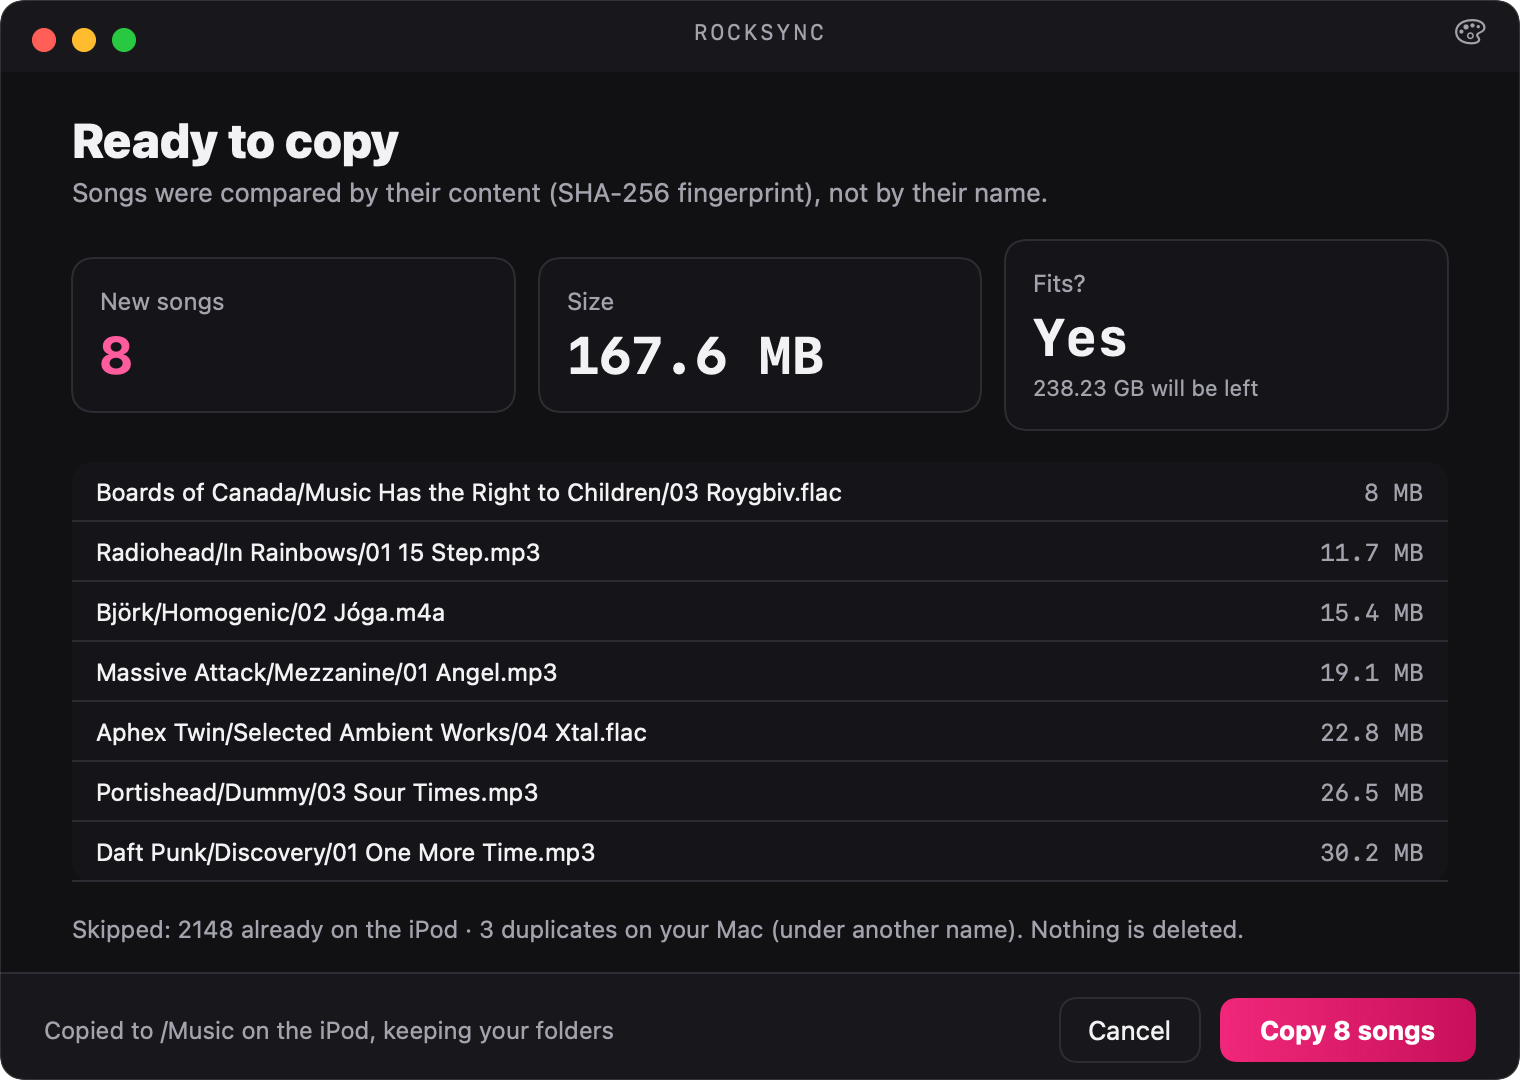 ROCKSYNC
Ready to copy
Songs were compared by their content (SHA-256 fingerprint), not by their name.
New songs
8
Size
167.6 MB
Fits?
Yes
238.23 GB will be left
Boards of Canada/Music Has the Right to Children/03 Roygbiv.flac 8 MB
Radiohead/In Rainbows/01 15 Step.mp3 11.7 MB
Björk/Homogenic/02 Jóga.m4a 15.4 MB
Massive Attack/Mezzanine/01 Angel.mp3 19.1 MB
Aphex Twin/Selected Ambient Works/04 Xtal.flac 22.8 MB
Portishead/Dummy/03 Sour Times.mp3 26.5 MB
Daft Punk/Discovery/01 One More Time.mp3 30.2 MB
Skipped: 2148 already on the iPod · 3 duplicates on your Mac (under another name). Nothing is deleted.
Copied to /Music on the iPod, keeping your folders
Cancel
Copy 8 songs